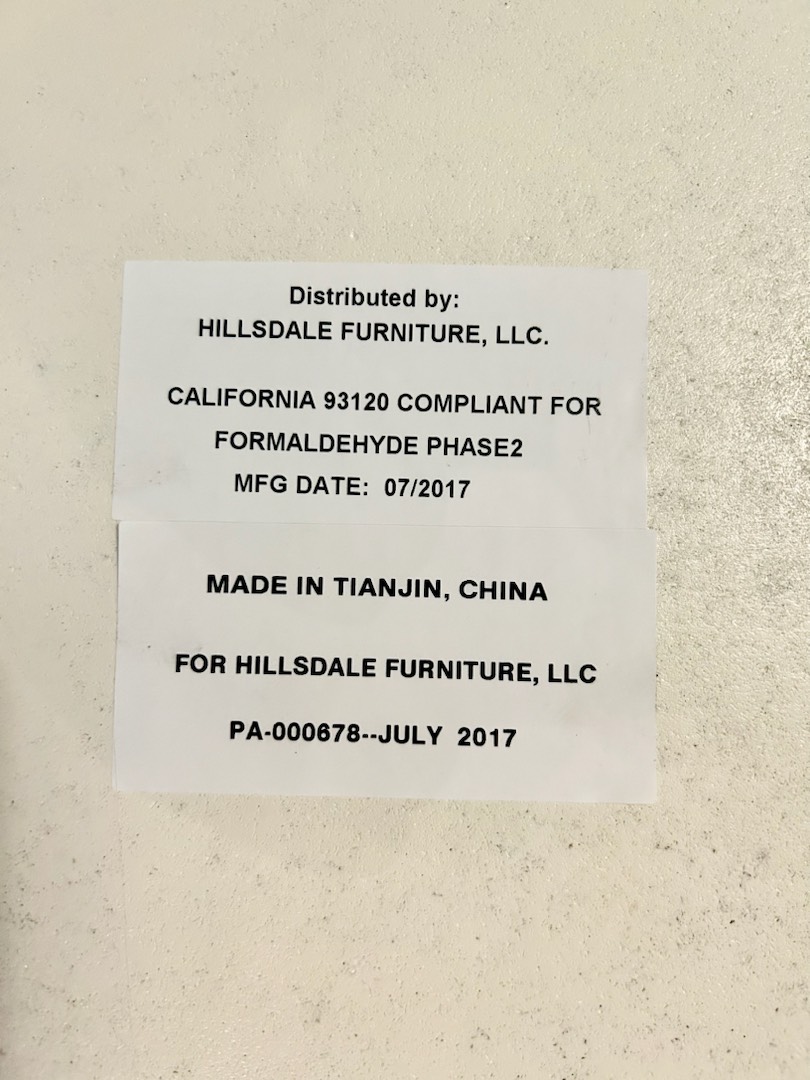 Distributed by:
HILLSDALE FURNITURE, LLC.
CALIFORNIA 93120 COMPLIANT FOR
FORMALDEHYDE PHASE2
MFG DATE: 07/2017
MADE IN TIANJIN, CHINA
FOR HILLSDALE FURNITURE, LLC
PA-000678--JULY 2017